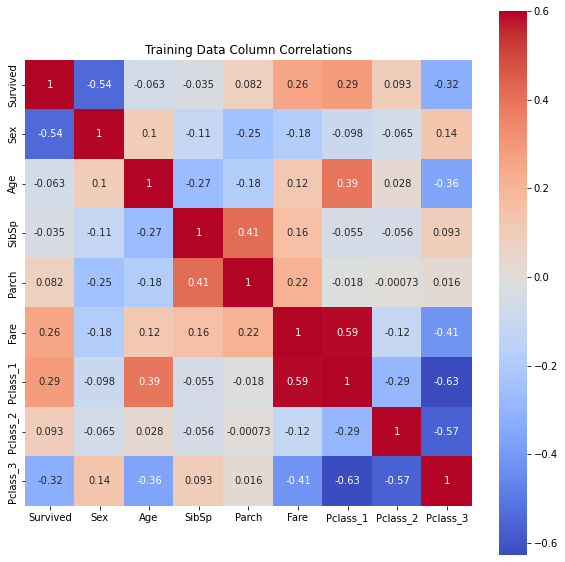 Training Data Column Correlations
Survived 1 -0.54 -0.063 -0.035 0.082 0.26 0.29 0.093 -0.32
Sex -0.54 1 0.1 -0.11 -0.25 -0.18 -0.098 -0.065 0.14
Age -0.063 0.1 1 -0.27 -0.18 0.12 0.39 0.028 -0.36
SibSp -0.035 -0.11 -0.27 1 0.41 0.16 -0.055 -0.056 0.093
Parch 0.082 -0.25 -0.18 0.41 1 0.22 -0.018 -0.00073 0.016
Fare 0.26 -0.18 0.12 0.16 0.22 1 0.59 -0.12 -0.41
Pclass_1 0.29 -0.098 0.39 -0.055 -0.018 0.59 1 -0.29 -0.63
Pclass_2 0.093 -0.065 0.028 -0.056 -0.00073 -0.12 -0.29 1 -0.57
Pclass_3 -0.32 0.14 -0.36 0.093 0.016 -0.41 -0.63 -0.57 1
Survived Sex Age SibSp Parch Fare Pclass_1 Pclass_2 Pclass_3
0.6
0.4
0.2
0.0
−0.2
−0.4
−0.6